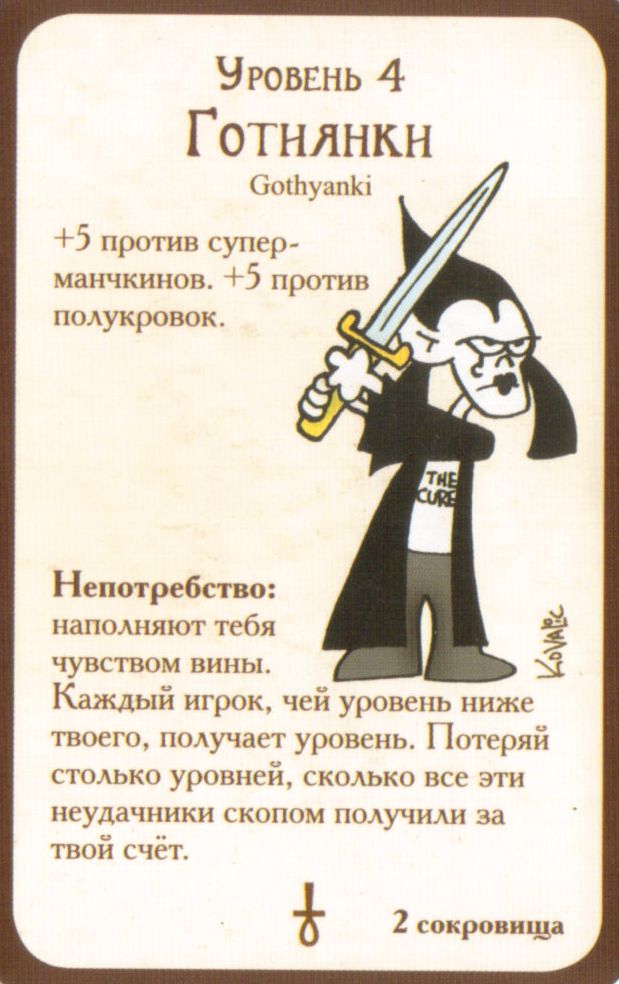 Уровень 4
Готиянки
Gothyanki
+5 против супер-
манчкинов. +5 против
полукровок.
THE
CURE
Непотребство:
наполняют тебя
чувством вины.
Каждый игрок, чей уровень ниже
твоего, получает уровень. Потеряй
столько уровней, сколько все эти
неудачники скопом получили за
твой счёт.
KOVALIC
2 сокровища